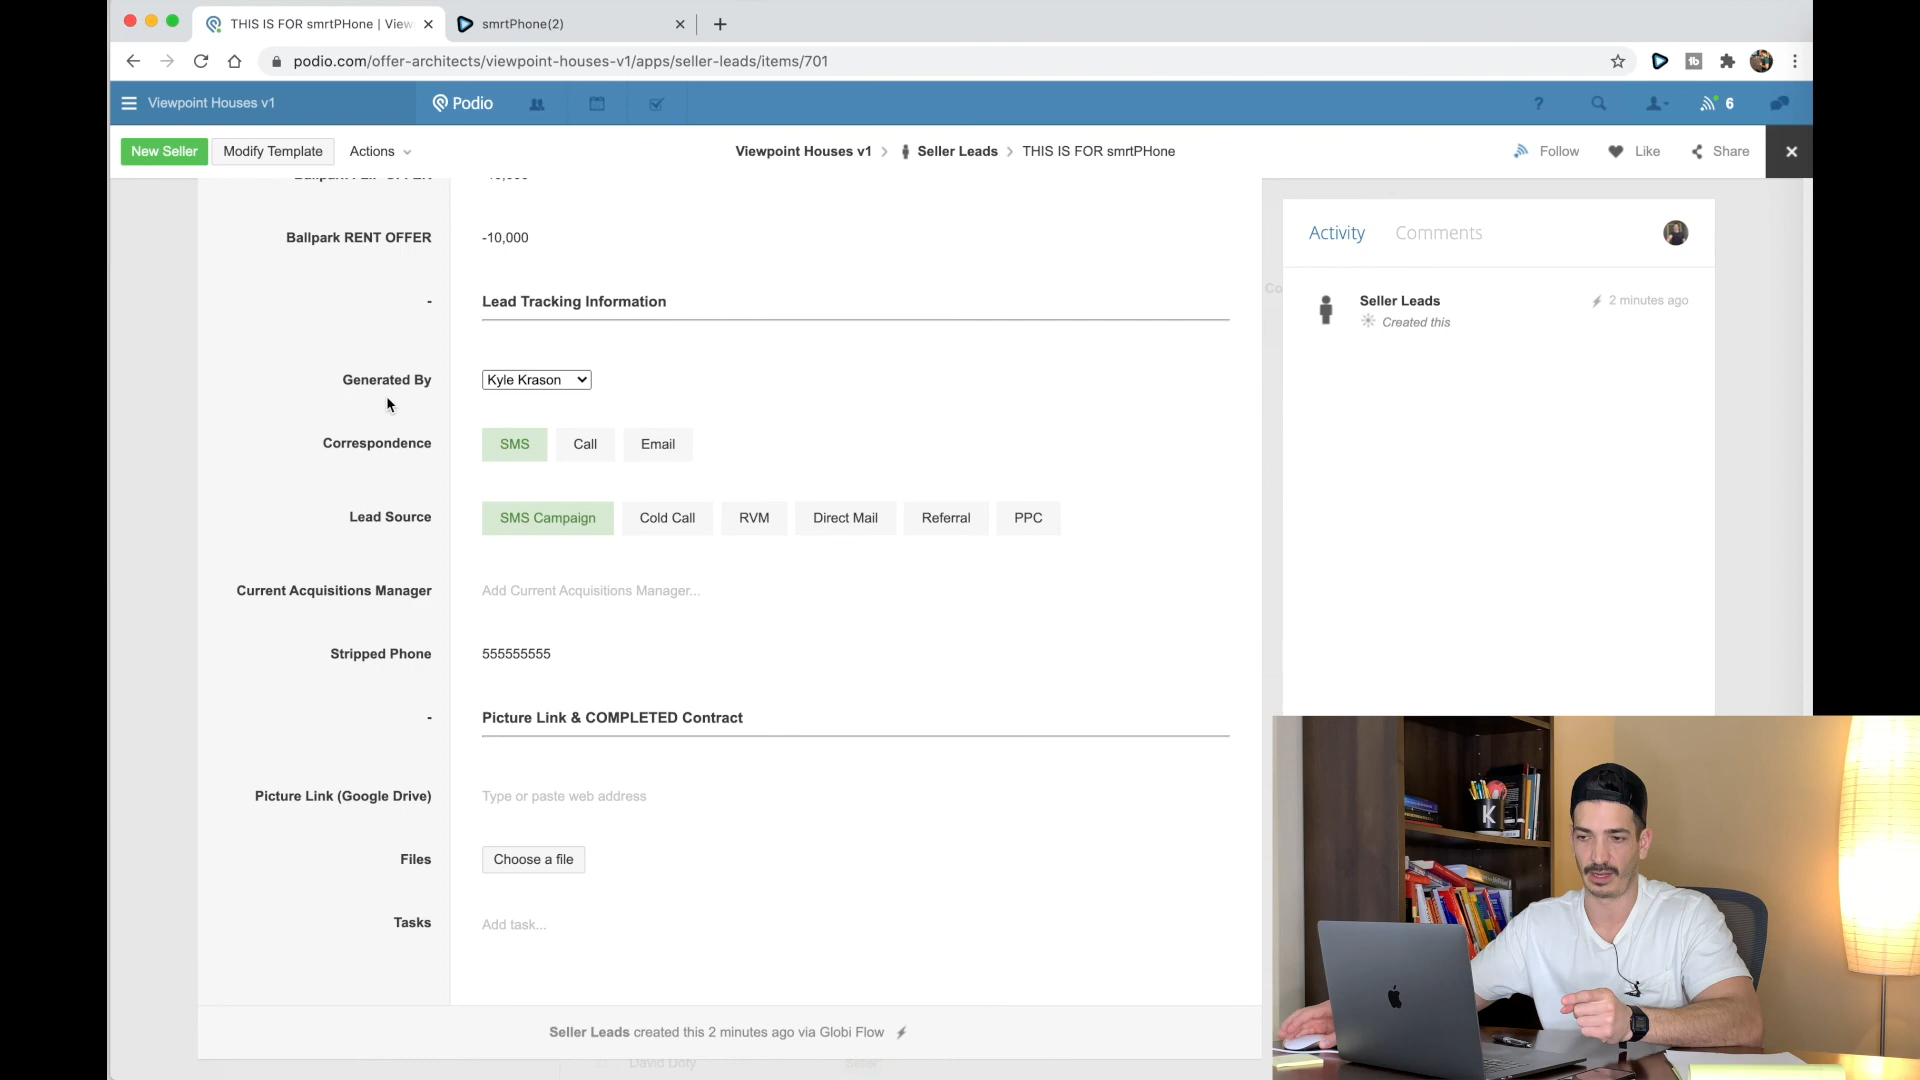 THIS IS FOR smrtPHone | View
smrtPhone(2)
podio.com/offer-architects/viewpoint-houses-v1/apps/seller-leads/items/701
Viewpoint Houses v1
Podio
? 6
New Seller Modify Template Actions
Viewpoint Houses v1 > Seller Leads > THIS IS FOR smrtPHone
Follow Like Share
Ballpark RENT OFFER -10,000
- Lead Tracking Information
Generated By Kyle Krason
Correspondence SMS Call Email
Lead Source SMS Campaign Cold Call RVM Direct Mail Referral PPC
Current Acquisitions Manager Add Current Acquisitions Manager...
Stripped Phone 555555555
- Picture Link & COMPLETED Contract
Picture Link (Google Drive) Type or paste web address
Files Choose a file
Tasks Add task...
Seller Leads created this 2 minutes ago via Globi Flow
David Doty Seller
Activity Comments
Seller Leads 2 minutes ago
Created this
K